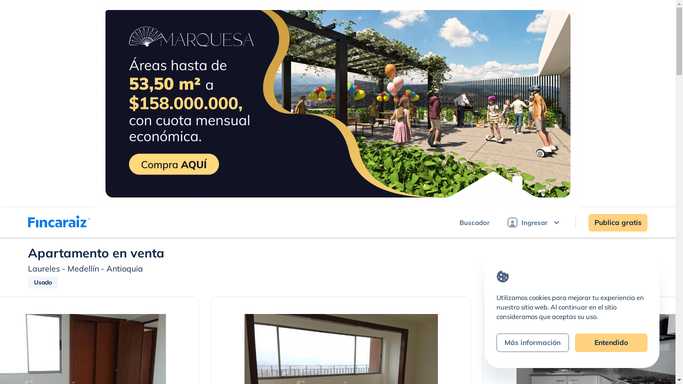 MARQUESA
Áreas hasta de
53,50 m² a
$158.000.000,
con cuota mensual
económica.
Compra AQUÍ
Fincaraiz
Buscador
Ingresar
Publica gratis
Apartamento en venta
Laureles - Medellín - Antioquia
Usado
Utilizamos cookies para mejorar tu experiencia en
nuestro sitio web. Al continuar en el sitio
consideramos que aceptas su uso.
Más información
Entendido